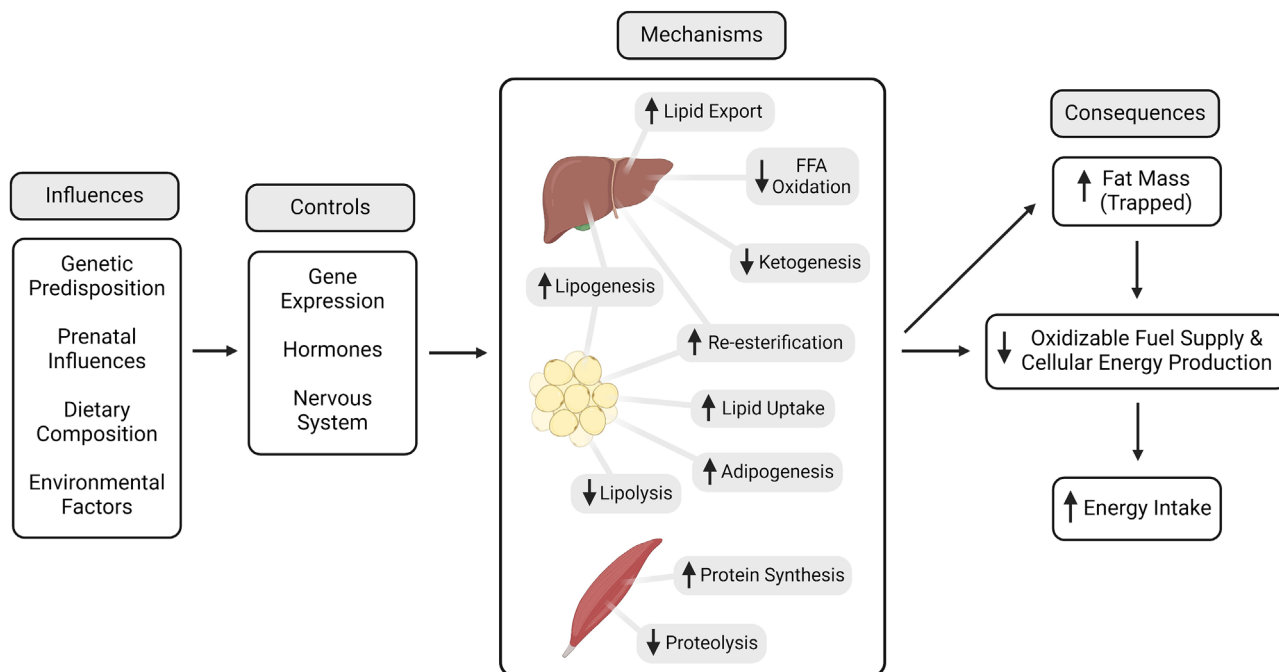 Influences
Genetic
Predisposition
Prenatal
Influences
Dietary
Composition
Environmental
Factors
Controls
Gene
Expression
Hormones
Nervous
System
Mechanisms
Lipid Export
FFA
Oxidation
Ketogenesis
Lipogenesis
Re-esterification
Lipid Uptake
Adipogenesis
Lipolysis
Protein Synthesis
Proteolysis
Consequences
Fat Mass
(Trapped)
Oxidizable Fuel Supply &
Cellular Energy Production
Energy Intake